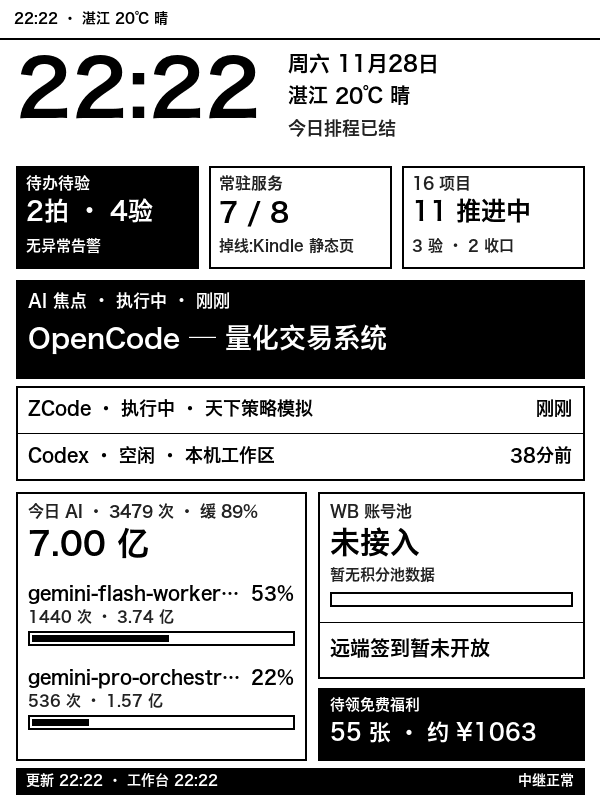 22:22 · 湛江 20℃ 晴
22:22
周六 11月28日
湛江 20℃ 晴
今日排程已结
待办待验
2拍 · 4验
无异常告警
常驻服务
7 / 8
掉线:Kindle 静态页
16 项目
11 推进中
3 验 · 2 收口
AI 焦点 · 执行中 · 刚刚
OpenCode — 量化交易系统
ZCode · 执行中 · 天下策略模拟 刚刚
Codex · 空闲 · 本机工作区 38分前
今日 AI · 3479 次 · 缓 89%
7.00 亿
gemini-flash-worker… 53%
1440 次 · 3.74 亿
gemini-pro-orchestr… 22%
536 次 · 1.57 亿
WB 账号池
未接入
暂无积分池数据
远端签到暂未开放
待领免费福利
55 张 · 约 ¥1063
更新 22:22 · 工作台 22:22 中继正常